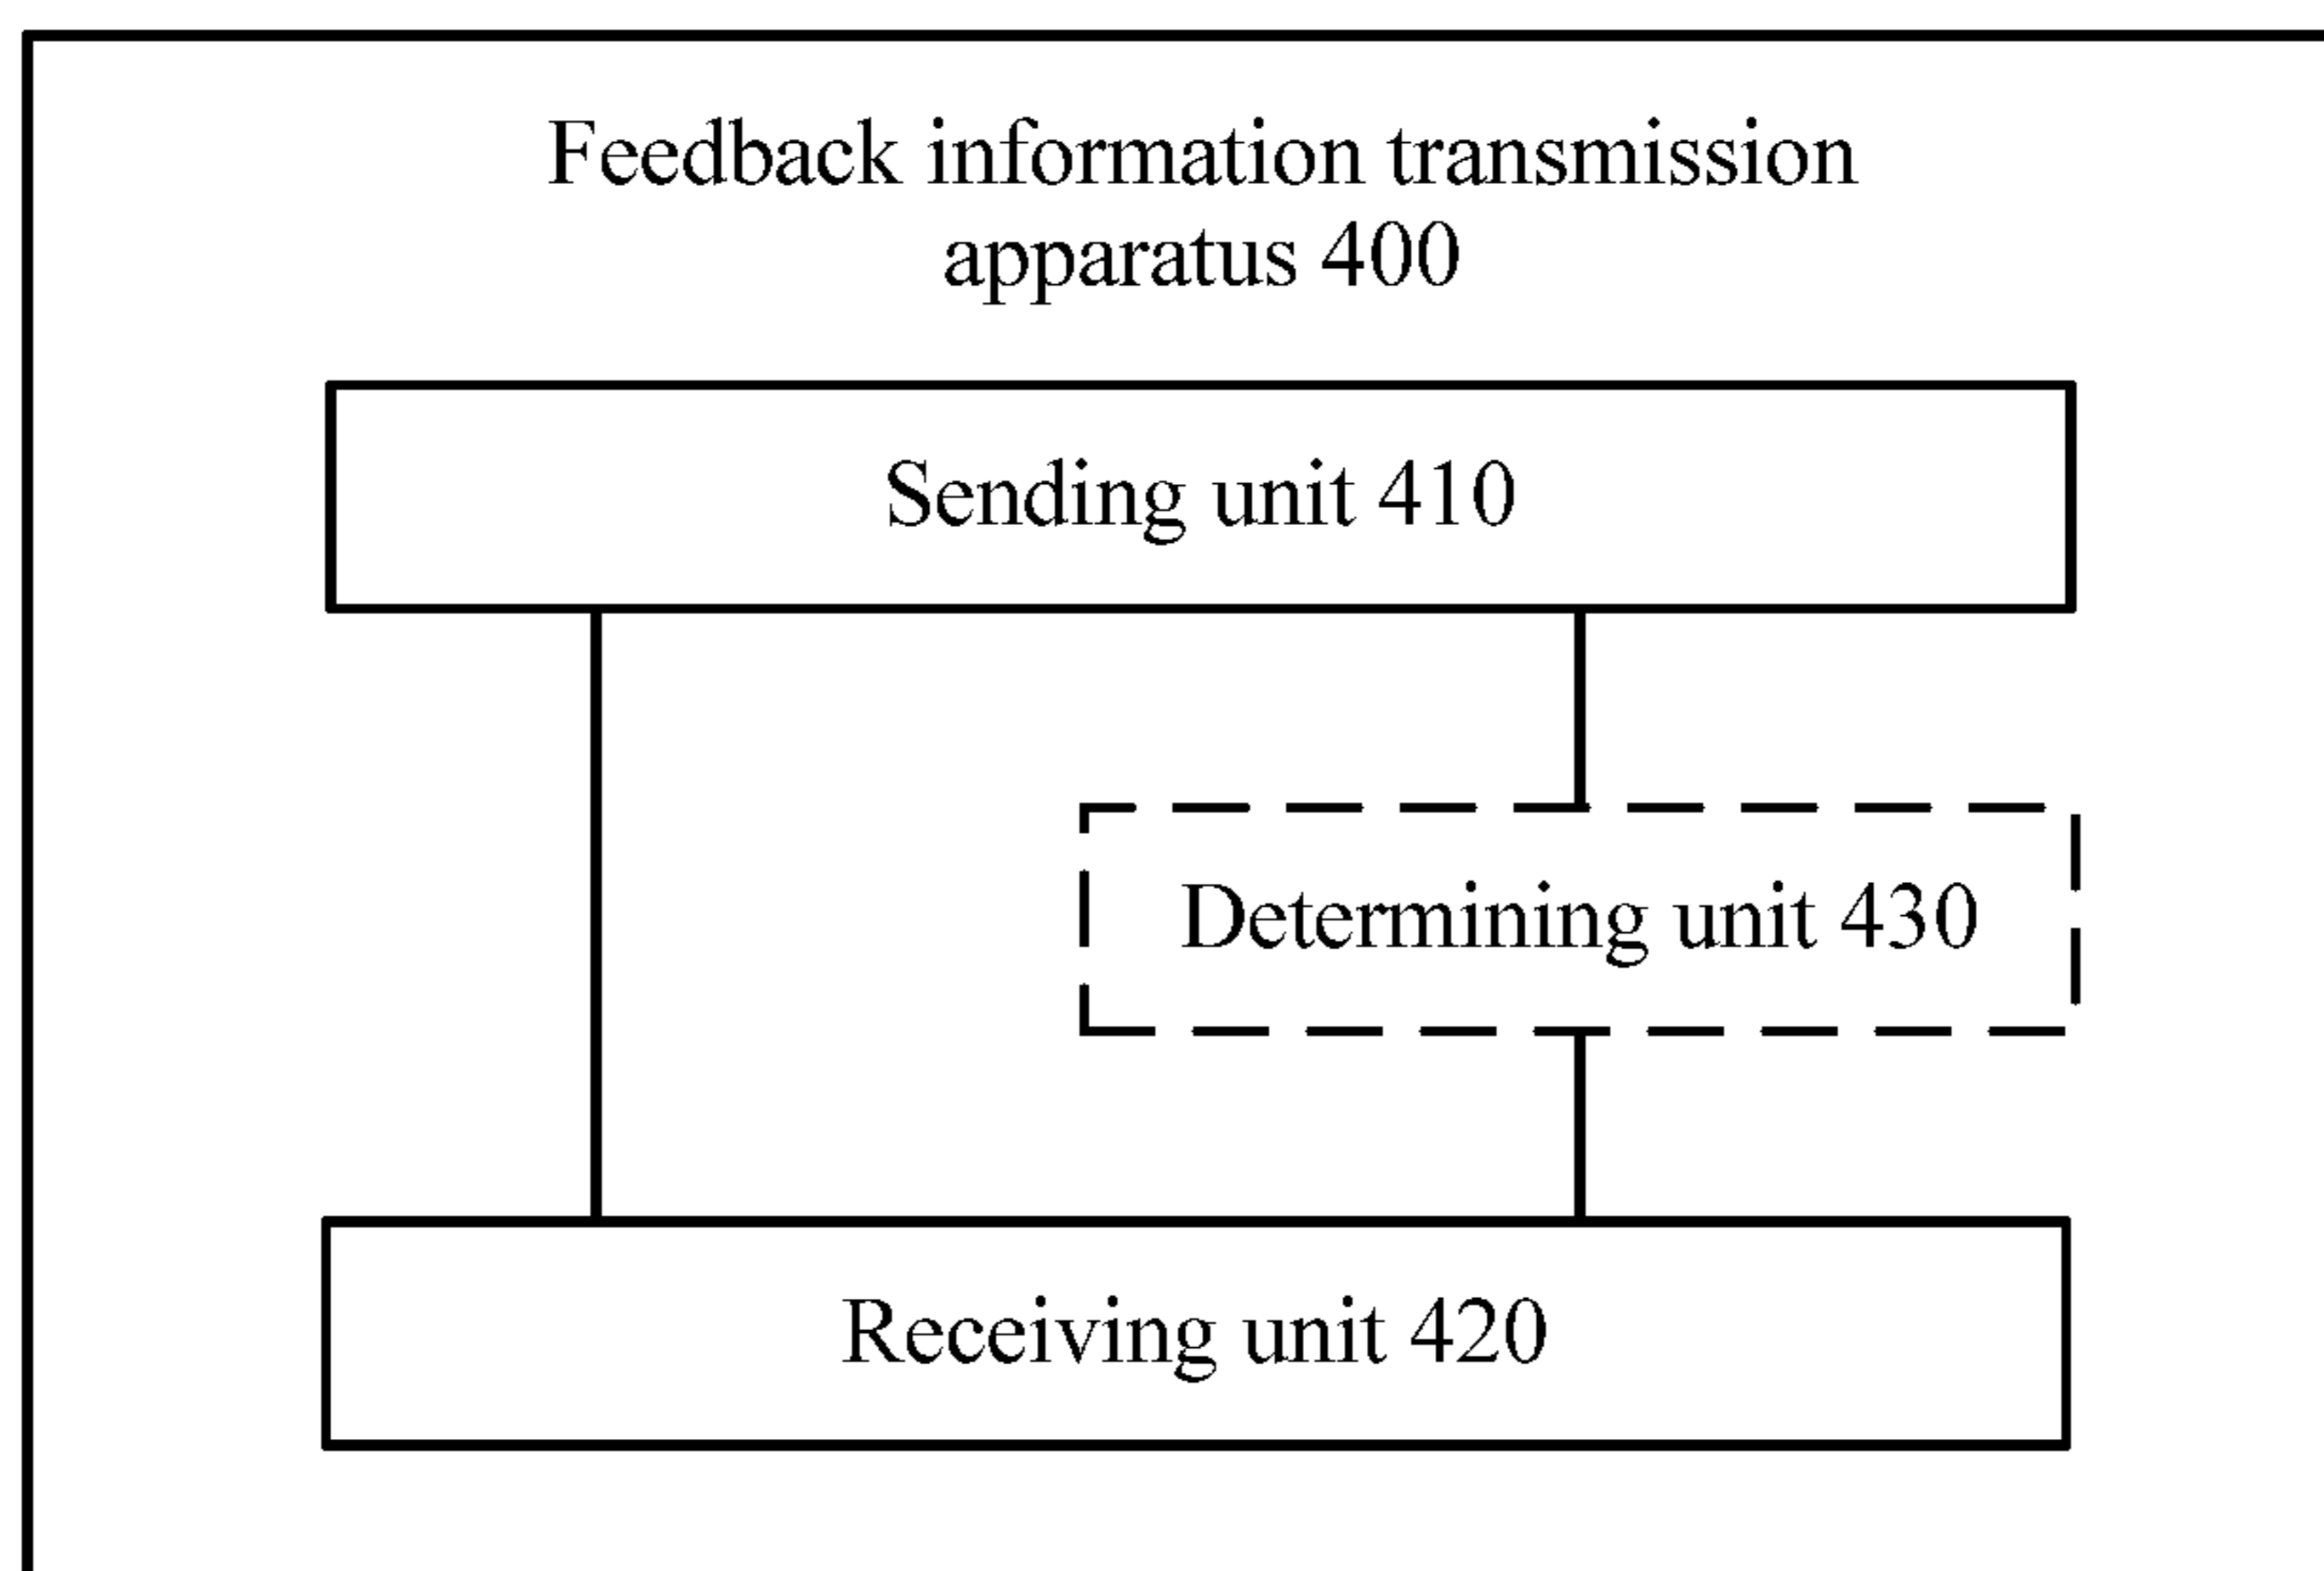 Feedback information transmission
apparatus 400
Sending unit 410
Determining unit 430
Receiving unit 420